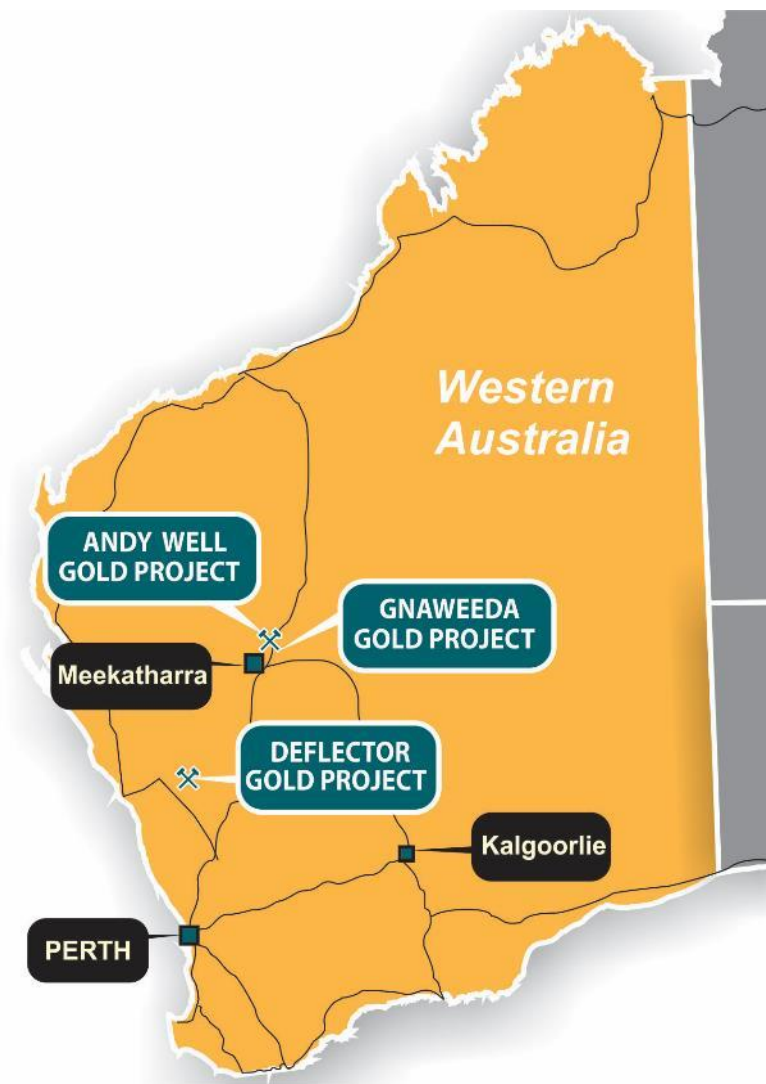 Western
Australia
ANDY WELL
GOLD PROJECT
GNAWEEDA
GOLD PROJECT
Meekatharra
DEFLECTOR
GOLD PROJECT
Kalgoorlie
PERTH